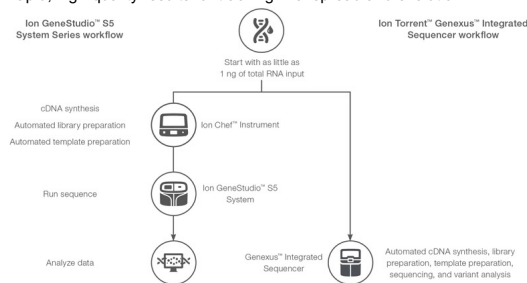 Ion GeneStudio™ S5
System Series workflow
Ion Torrent™ Genexus™ Integrated
Sequencer workflow
Start with as little as
1 ng of total RNA input
cDNA synthesis
Automated library preparation
Automated template preparation
Ion Chef™ Instrument
Run sequence
Ion GeneStudio™ S5
System
Analyze data
Genexus™ Integrated
Sequencer
Automated cDNA synthesis, library
preparation, template preparation,
sequencing, and variant analysis